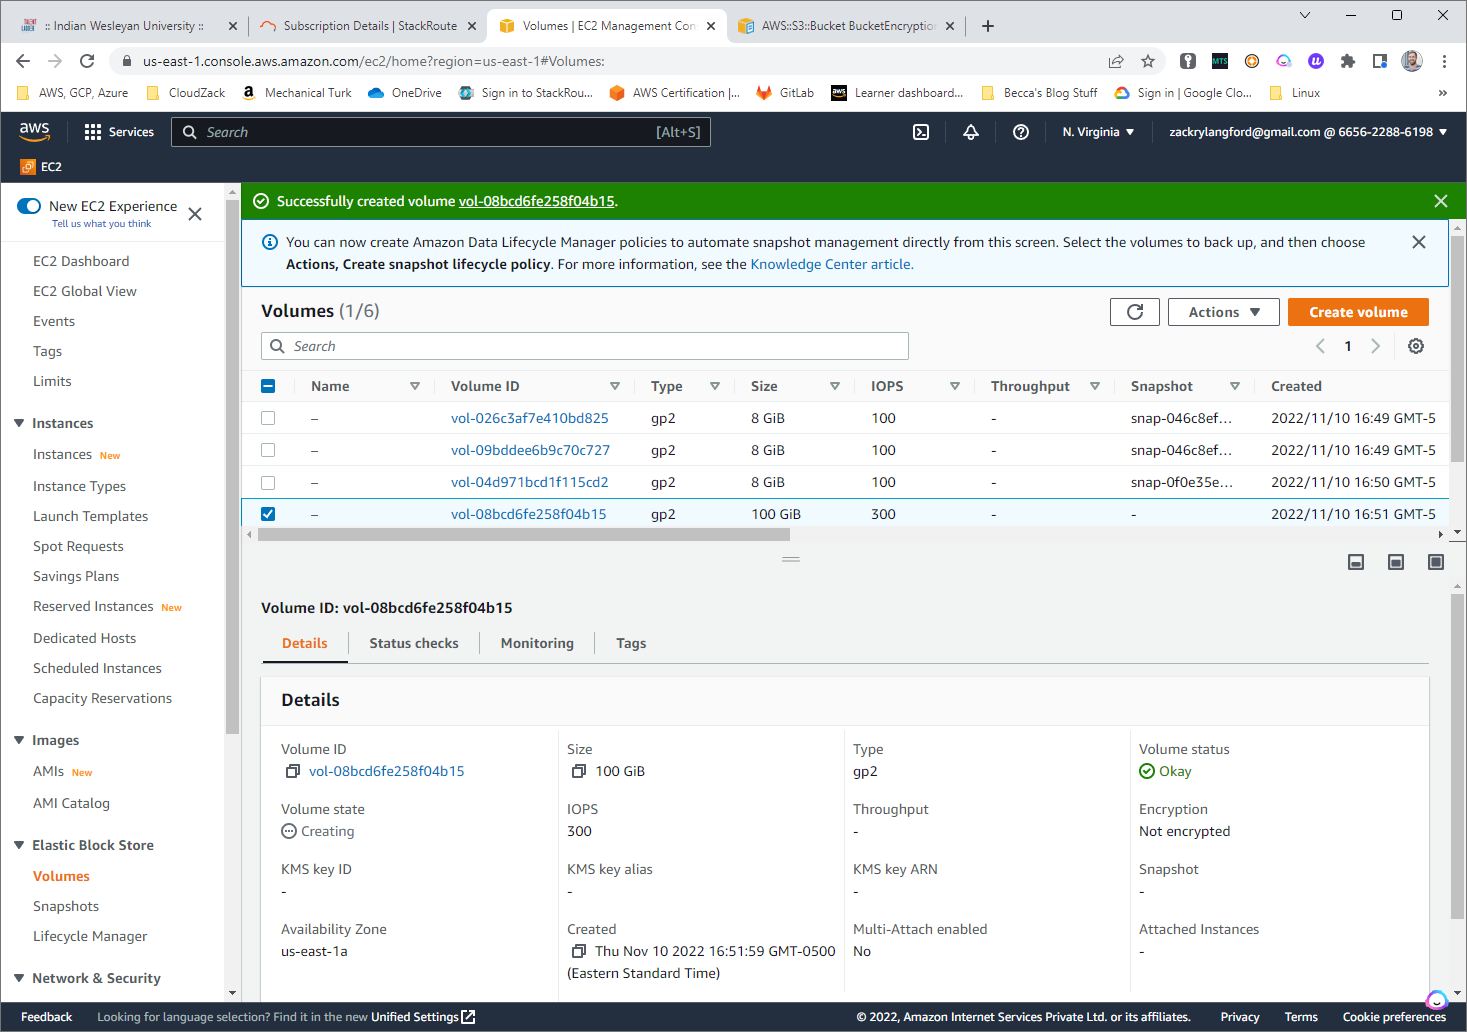 TALENT LADDER
:: Indian Wesleyan University ::
Subscription Details | StackRoute
Volumes | EC2 Management Con
AWS::S3::Bucket BucketEncryption
us-east-1.console.aws.amazon.com/ec2/home?region=us-east-1#Volumes:
MTS
AWS, GCP, Azure
CloudZack
a Mechanical Turk
OneDrive
Sign in to StackRou...
AWS Certification |...
GitLab
aws Learner dashboard...
Becca's Blog Stuff
Sign in | Google Clo...
Linux
»
aws
Services
Search
[Alt+S]
N. Virginia
zackrylangford@gmail.com @ 6656-2288-6198
EC2
New EC2 Experience
Tell us what you think
EC2 Dashboard
EC2 Global View
Events
Tags
Limits
Instances
Instances New
Instance Types
Launch Templates
Spot Requests
Savings Plans
Reserved Instances New
Dedicated Hosts
Scheduled Instances
Capacity Reservations
Images
AMIs New
AMI Catalog
Elastic Block Store
Volumes
Snapshots
Lifecycle Manager
Network & Security
Successfully created volume vol-08bcd6fe258f04b15.
You can now create Amazon Data Lifecycle Manager policies to automate snapshot management directly from this screen. Select the volumes to back up, and then choose
Actions, Create snapshot lifecycle policy. For more information, see the Knowledge Center article.
Volumes (1/6)
Actions
Create volume
Search
1
Name Volume ID Type Size IOPS Throughput Snapshot Created
– vol-026c3af7e410bd825 gp2 8 GiB 100 - snap-046c8ef... 2022/11/10 16:49 GMT-5
– vol-09bddee6b9c70c727 gp2 8 GiB 100 - snap-046c8ef... 2022/11/10 16:49 GMT-5
– vol-04d971bcd1f115cd2 gp2 8 GiB 100 - snap-0f0e35e... 2022/11/10 16:50 GMT-5
– vol-08bcd6fe258f04b15 gp2 100 GiB 300 - - 2022/11/10 16:51 GMT-5
Volume ID: vol-08bcd6fe258f04b15
Details
Status checks
Monitoring
Tags
Details
Volume ID
vol-08bcd6fe258f04b15
Size
100 GiB
Type
gp2
Volume status
Okay
Volume state
Creating
IOPS
300
Throughput
-
Encryption
Not encrypted
KMS key ID
-
KMS key alias
-
KMS key ARN
-
Snapshot
-
Availability Zone
us-east-1a
Created
Thu Nov 10 2022 16:51:59 GMT-0500
(Eastern Standard Time)
Multi-Attach enabled
No
Attached Instances
-
Feedback
Looking for language selection? Find it in the new Unified Settings
© 2022, Amazon Internet Services Private Ltd. or its affiliates.
Privacy
Terms
Cookie preferences